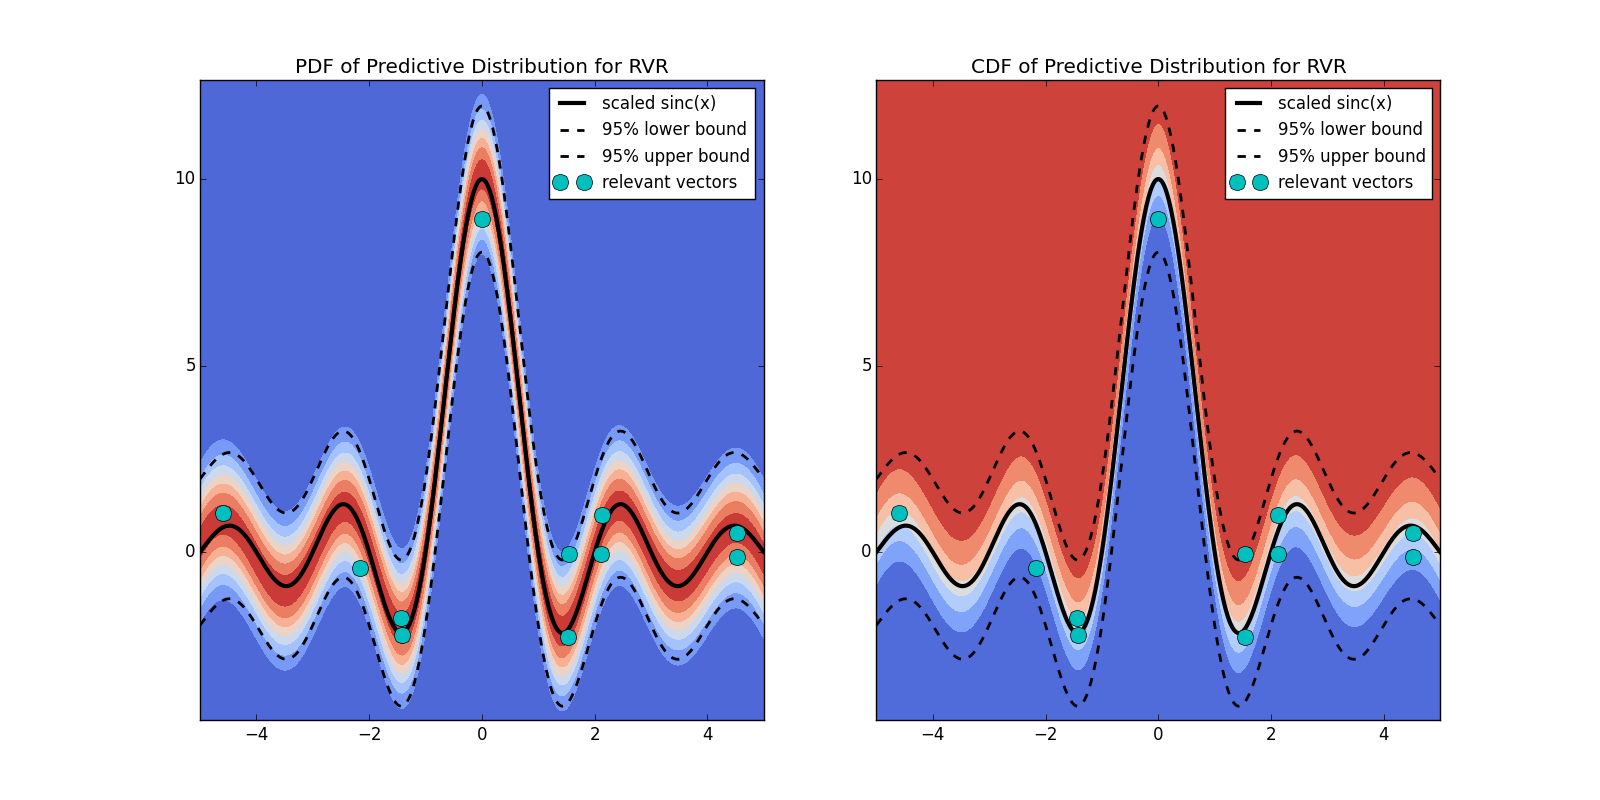 PDF of Predictive Distribution for RVR
scaled sinc(x)
95% lower bound
95% upper bound
relevant vectors
10
5
0
−4
−2
0
2
4
CDF of Predictive Distribution for RVR
scaled sinc(x)
95% lower bound
95% upper bound
relevant vectors
10
5
0
−4
−2
0
2
4